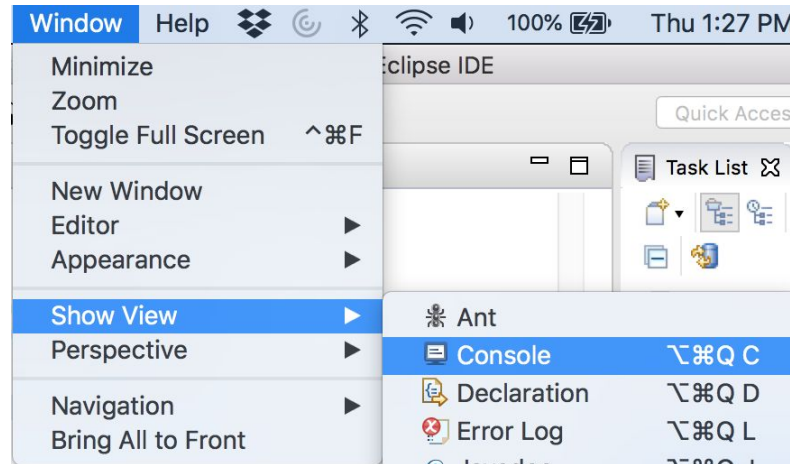 Window Help 100% Thu 1:27 PM
Eclipse IDE
Minimize
Zoom
Toggle Full Screen ^⌘F
New Window
Editor
Appearance
Show View
Perspective
Navigation
Bring All to Front
Quick Acces
Task List
Ant
Console ⌥⌘Q C
Declaration ⌥⌘Q D
Error Log ⌥⌘Q L